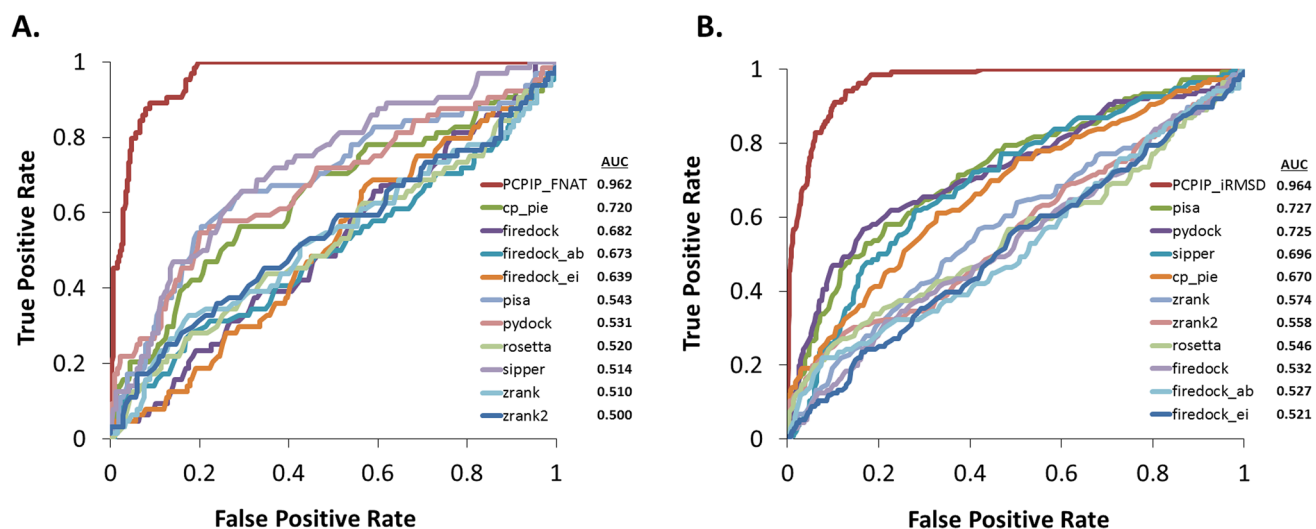 A.
True Positive Rate
1
0.8
0.6
0.4
0.2
0
0 0.2 0.4 0.6 0.8 1
False Positive Rate
AUC
PCPIP_FNAT 0.962
cp_pie 0.720
firedock 0.682
firedock_ab 0.673
firedock_ei 0.639
pisa 0.543
pydock 0.531
rosetta 0.520
sipper 0.514
zrank 0.510
zrank2 0.500
B.
True Positive Rate
1
0.8
0.6
0.4
0.2
0
0 0.2 0.4 0.6 0.8 1
False Positive Rate
AUC
PCPIP_iRMSD 0.964
pisa 0.727
pydock 0.725
sipper 0.696
cp_pie 0.670
zrank 0.574
zrank2 0.558
rosetta 0.546
firedock 0.532
firedock_ab 0.527
firedock_ei 0.521